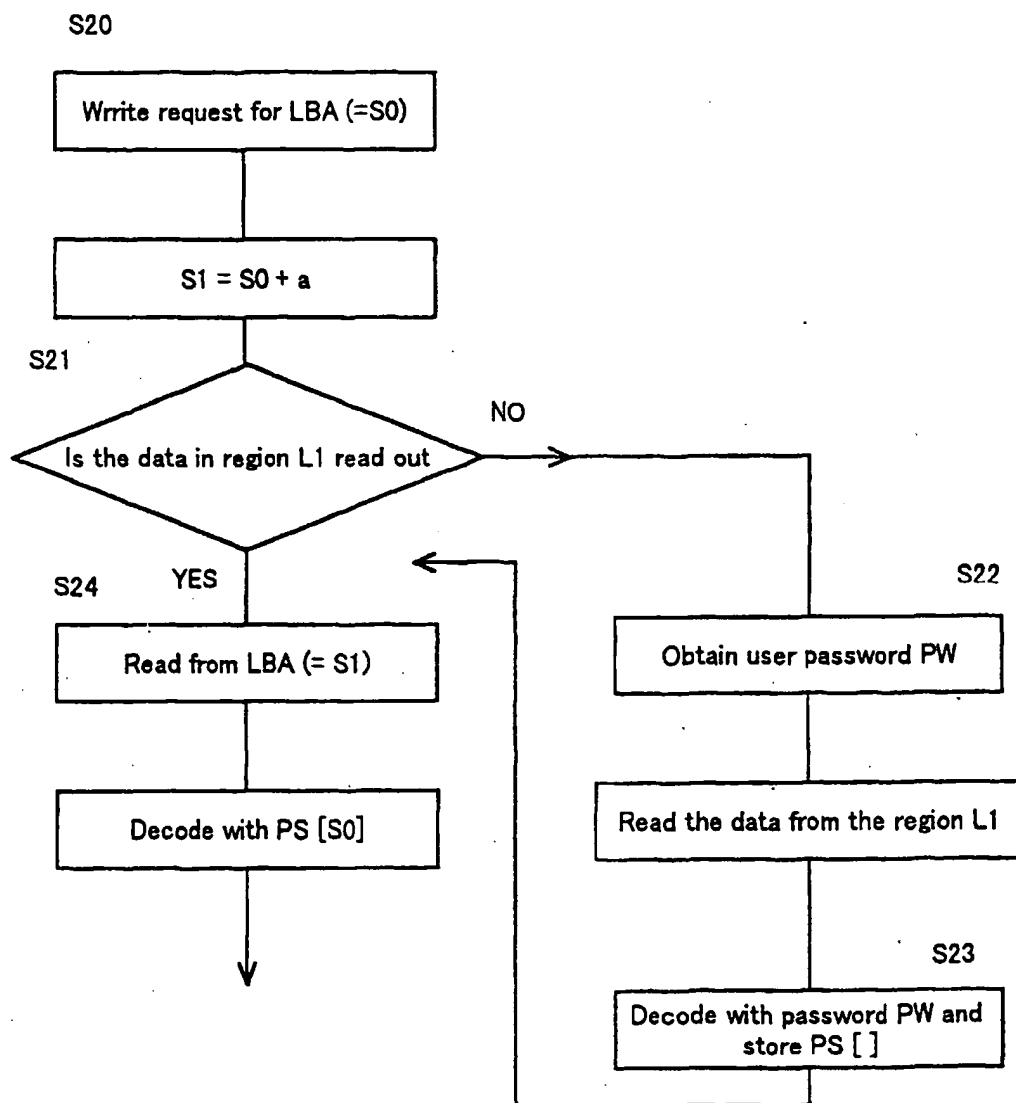 S20
Wrrite request for LBA (=S0)
S1 = S0 + a
S21
NO
Is the data in region L1 read out
YES
S24
S22
Read from LBA (= S1)
Obtain user password PW
Decode with PS [S0]
Read the data from the region L1
S23
Decode with password PW and
store PS [ ]